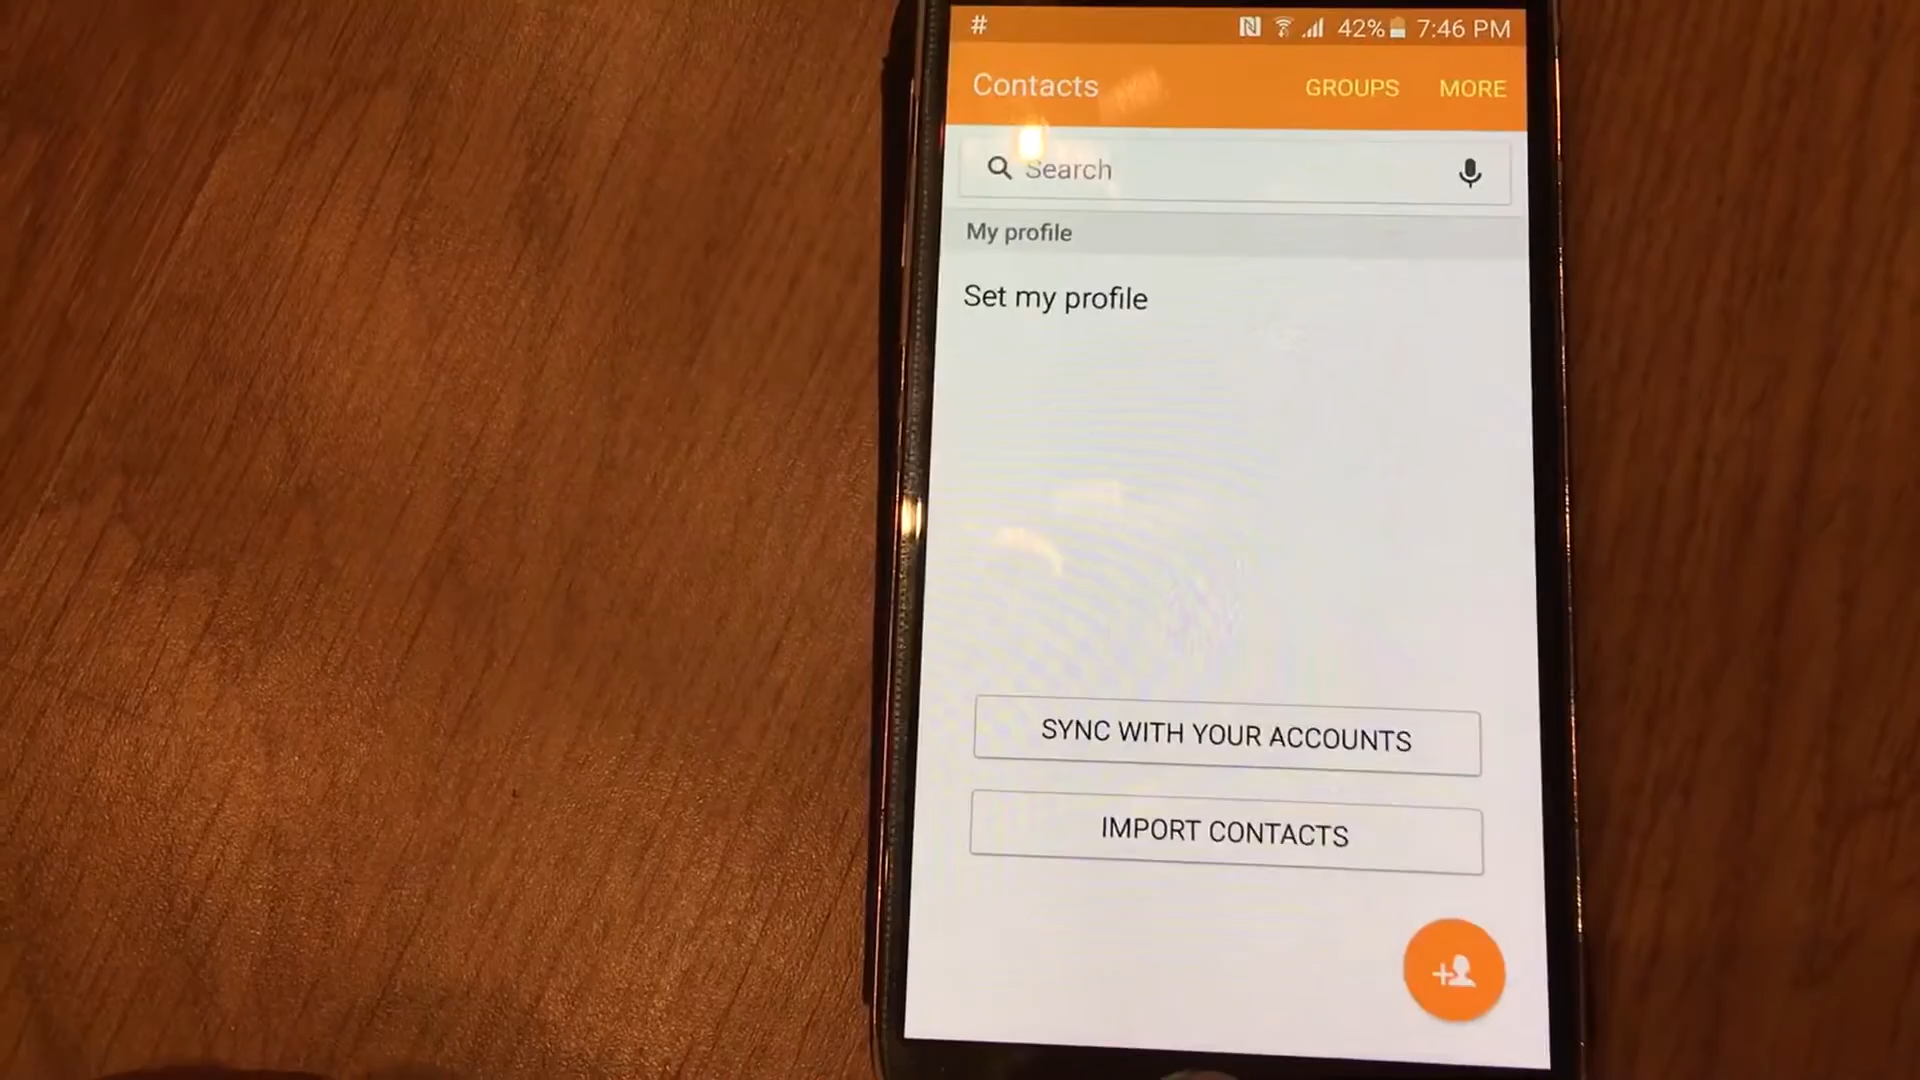 # 42% 7:46 PM
Contacts GROUPS MORE
Search
My profile
Set my profile
SYNC WITH YOUR ACCOUNTS
IMPORT CONTACTS